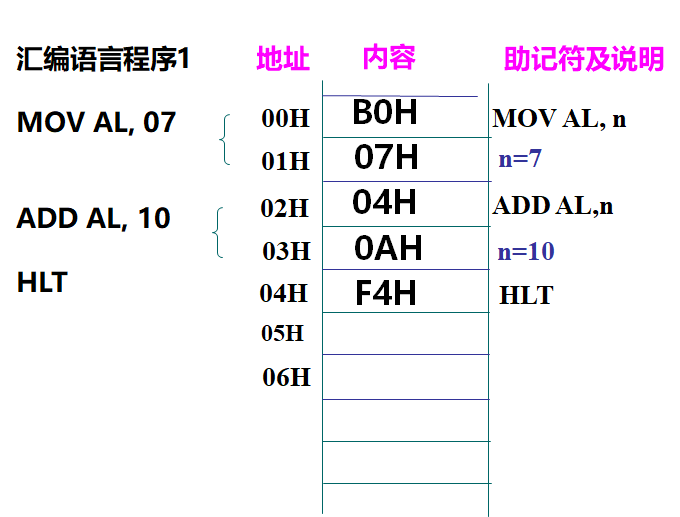 汇编语言程序1 地址 内容 助记符及说明
MOV AL, 07 00H B0H MOV AL, n
01H 07H n=7
ADD AL, 10 02H 04H ADD AL,n
03H 0AH n=10
HLT 04H F4H HLT
05H
06H